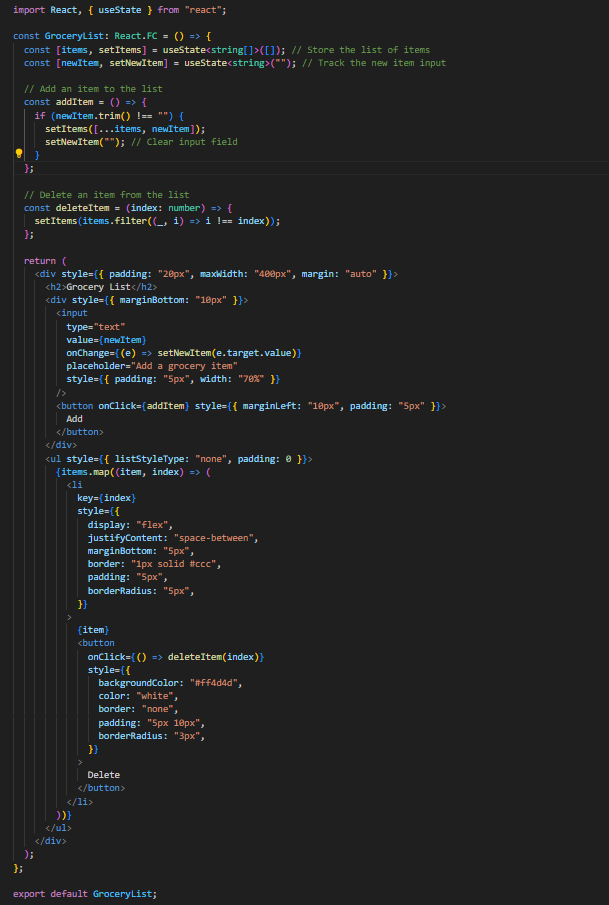 import React, { useState } from "react";
const GroceryList: React.FC = () => {
const [items, setItems] = useState<string[]>([]); // Store the list of items
const [newItem, setNewItem] = useState<string>(""); // Track the new item input
// Add an item to the list
const addItem = () => {
if (newItem.trim() !== "") {
setItems([...items, newItem]);
setNewItem(""); // Clear input field
}
};
// Delete an item from the list
const deleteItem = (index: number) => {
setItems(items.filter((_, i) => i !== index));
};
return (
<div style={{ padding: "20px", maxWidth: "400px", margin: "auto" }}>
<h2>Grocery List</h2>
<div style={{ marginBottom: "10px" }}>
<input
type="text"
value={newItem}
onChange={(e) => setNewItem(e.target.value)}
placeholder="Add a grocery item"
style={{ padding: "5px", width: "70%" }}
/>
<button onClick={addItem} style={{ marginLeft: "10px", padding: "5px" }}>
Add
</button>
</div>
<ul style={{ listStyleType: "none", padding: 0 }}>
{items.map((item, index) => (
<li
key={index}
style={{
display: "flex",
justifyContent: "space-between",
marginBottom: "5px",
border: "1px solid #ccc",
padding: "5px",
borderRadius: "5px",
}}
>
{item}
<button
onClick={() => deleteItem(index)}
style={{
backgroundColor: "#ff4d4d",
color: "white",
border: "none",
padding: "5px 10px",
borderRadius: "3px",
}}
>
Delete
</button>
</li>
))}
</ul>
</div>
);
};
export default GroceryList;